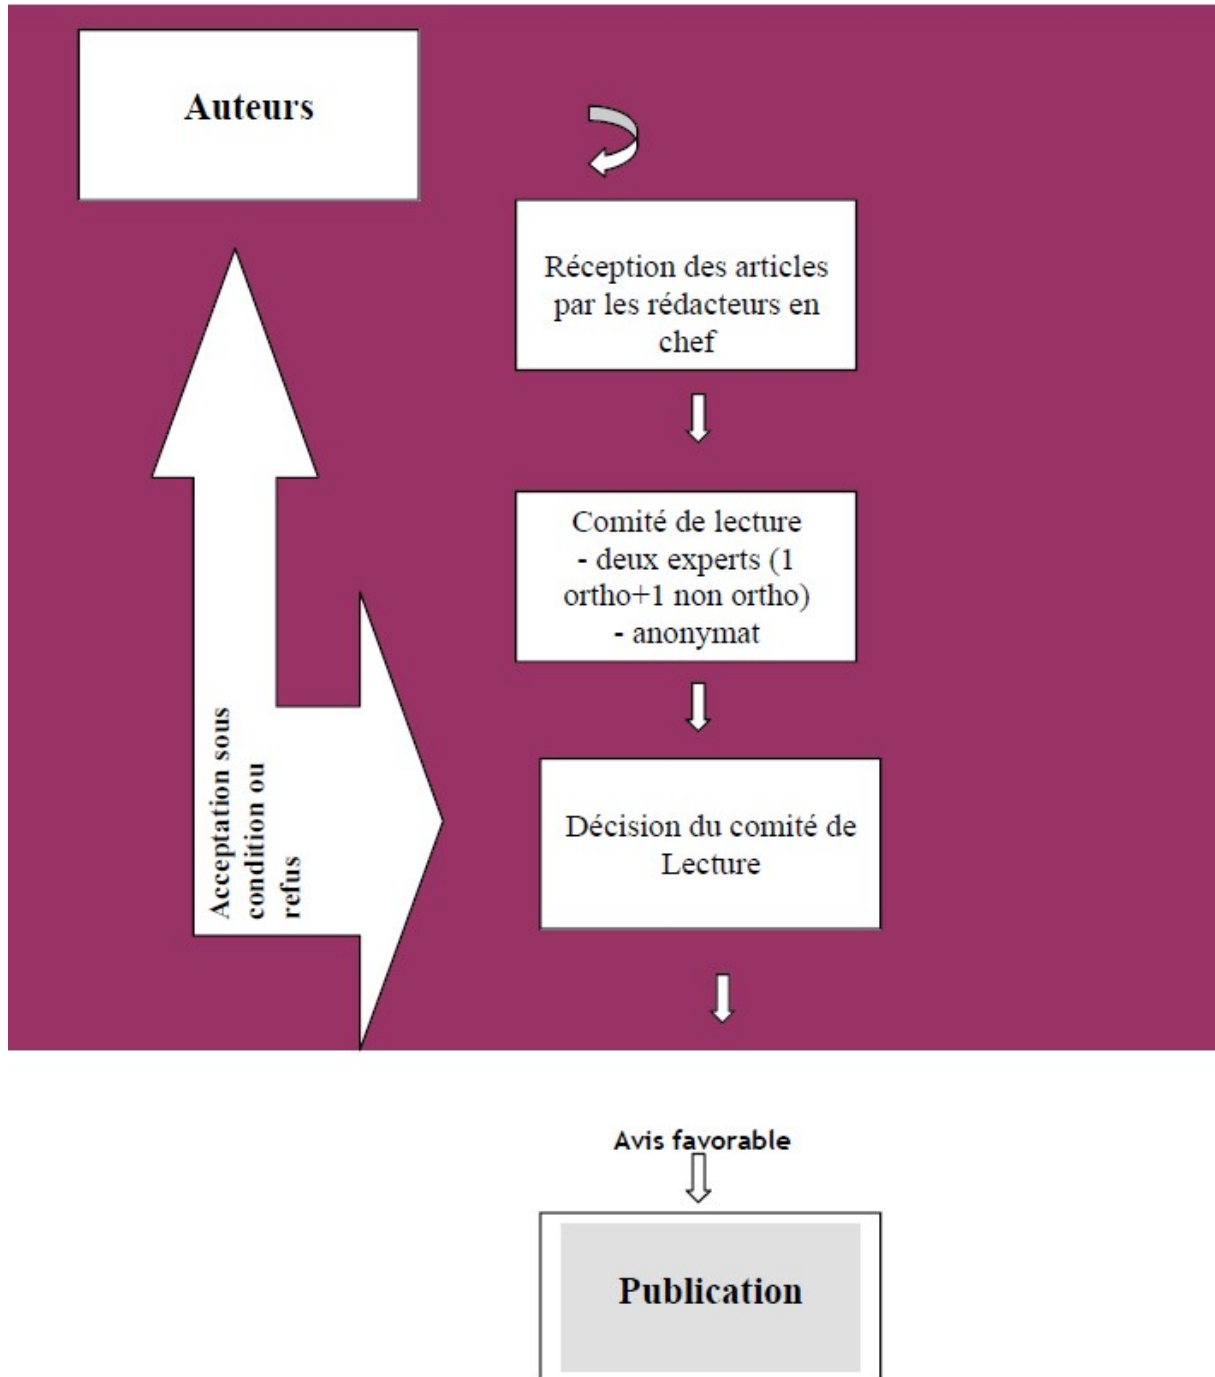 Auteurs
Réception des articles
par les rédacteurs en
chef
Comité de lecture
- deux experts (1
ortho+1 non ortho)
- anonymat
Acceptation sous
condition ou
refus
Décision du comité de
Lecture
Avis favorable
Publication